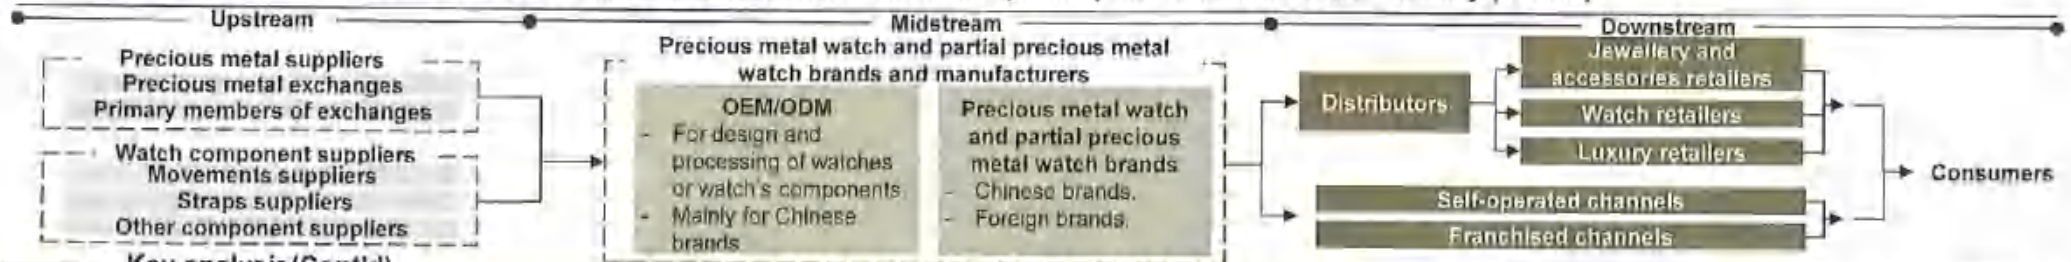 Upstream
Midstream
Downstream
Precious metal suppliers
Precious metal exchanges
Primary members of exchanges
Watch component suppliers
Movements suppliers
Straps suppliers
Other component suppliers
Precious metal watch and partial precious metal
watch brands and manufacturers
OEM/ODM
- For design and
processing of watches
or watch's components
- Mainly for Chinese
brands
Precious metal watch
and partial precious
metal watch brands
- Chinese brands.
- Foreign brands.
Distributors
Jewellery and
accessories retailers
Watch retailers
Luxury retailers
Self-operated channels
Franchised channels
Consumers
Key analysis(Cont'd)